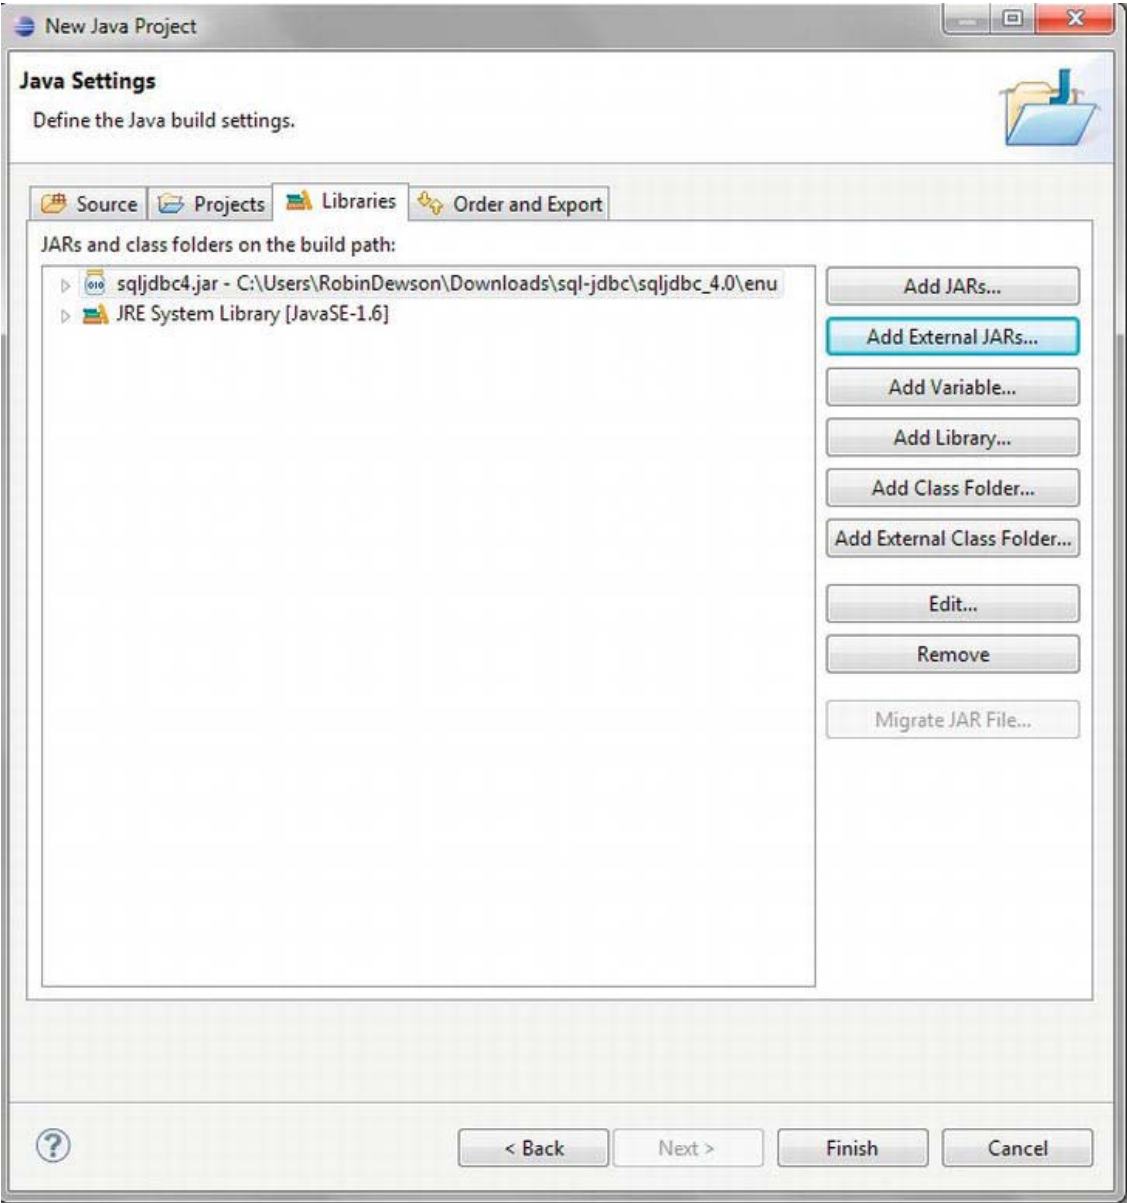 New Java Project
Java Settings
Define the Java build settings.
Source
Projects
Libraries
Order and Export
JARs and class folders on the build path:
sqljdbc4.jar - C:\Users\RobinDewson\Downloads\sql-jdbc\sqljdbc_4.0\enu
JRE System Library [JavaSE-1.6]
Add JARs...
Add External JARs...
Add Variable...
Add Library...
Add Class Folder...
Add External Class Folder...
Edit...
Remove
Migrate JAR File...
?
< Back
Next >
Finish
Cancel